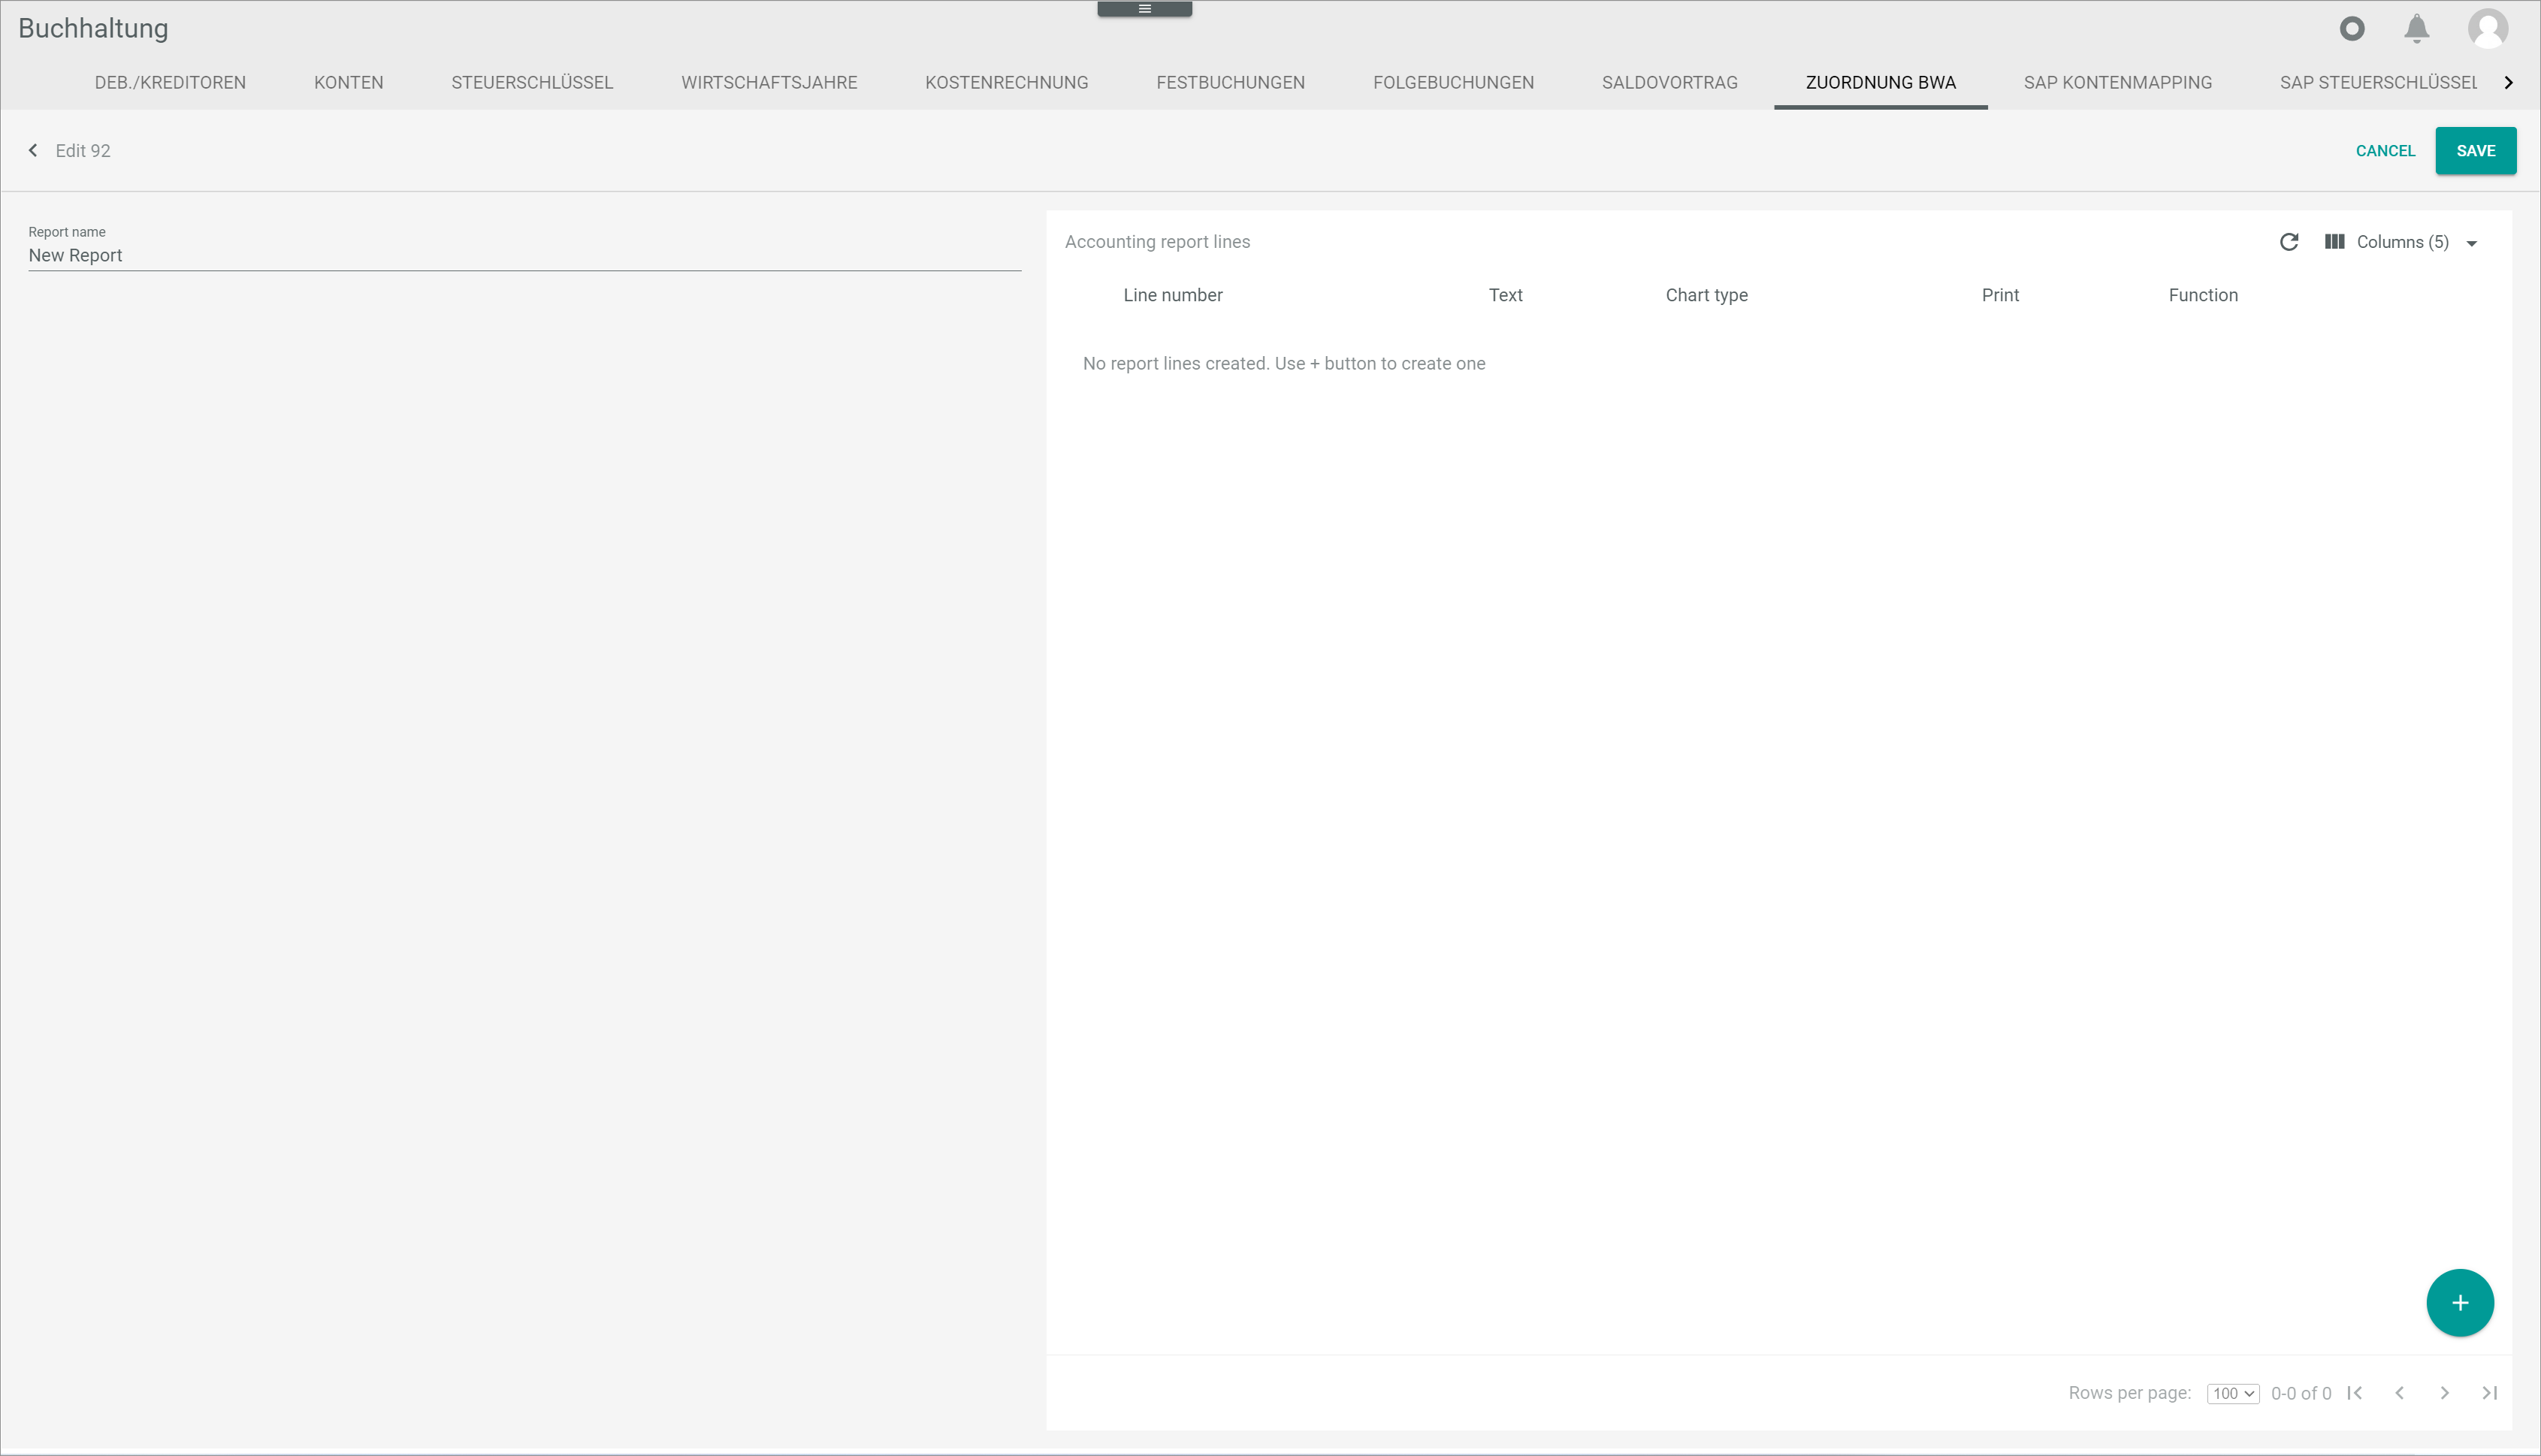 Buchhaltung
DEB./KREDITOREN KONTEN STEUERSCHLÜSSEL WIRTSCHAFTSJAHRE KOSTENRECHNUNG FESTBUCHUNGEN FOLGEBUCHUNGEN SALDOVORTRAG ZUORDNUNG BWA SAP KONTENMAPPING SAP STEUERSCHLÜSSEL
Edit 92 CANCEL SAVE
Report name
New Report
Accounting report lines Columns (5)
Line number Text Chart type Print Function
No report lines created. Use + button to create one
+
Rows per page: 100 0-0 of 0